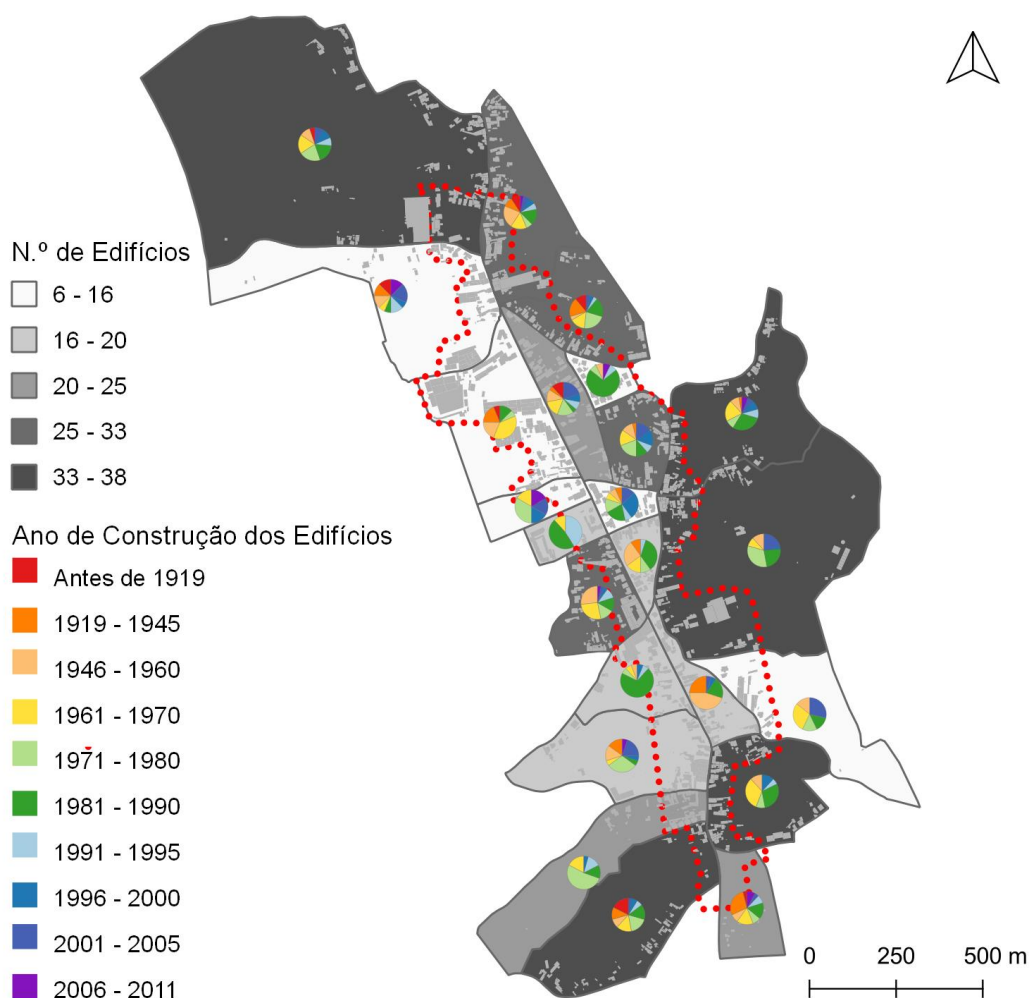 N.º de Edifícios
6 - 16
16 - 20
20 - 25
25 - 33
33 - 38
Ano de Construção dos Edifícios
Antes de 1919
1919 - 1945
1946 - 1960
1961 - 1970
1971 - 1980
1981 - 1990
1991 - 1995
1996 - 2000
2001 - 2005
2006 - 2011
0 250 500 m